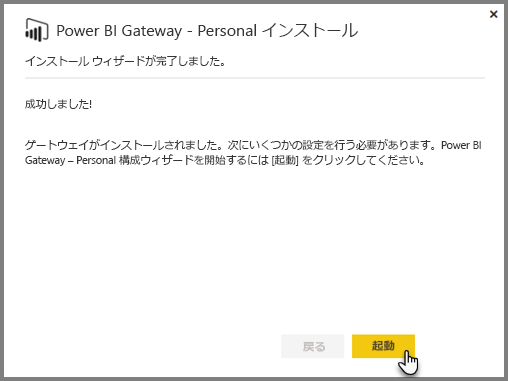 Power BI Gateway - Personal インストール
インストール ウィザードが完了しました。
成功しました!
ゲートウェイがインストールされました。次にいくつかの設定を行う必要があります。Power BI
Gateway – Personal 構成ウィザードを開始するには [起動] をクリックしてください。
戻る
起動